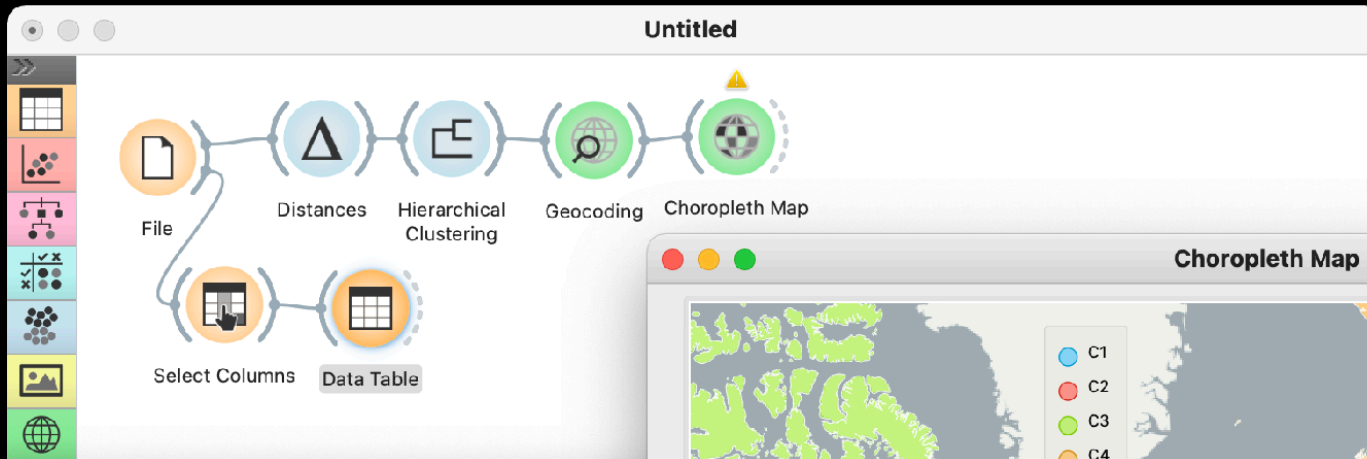 Untitled
File
Distances
Hierarchical
Clustering
Geocoding
Choropleth Map
Select Columns
Data Table
Choropleth Map
C1
C2
C3
C4